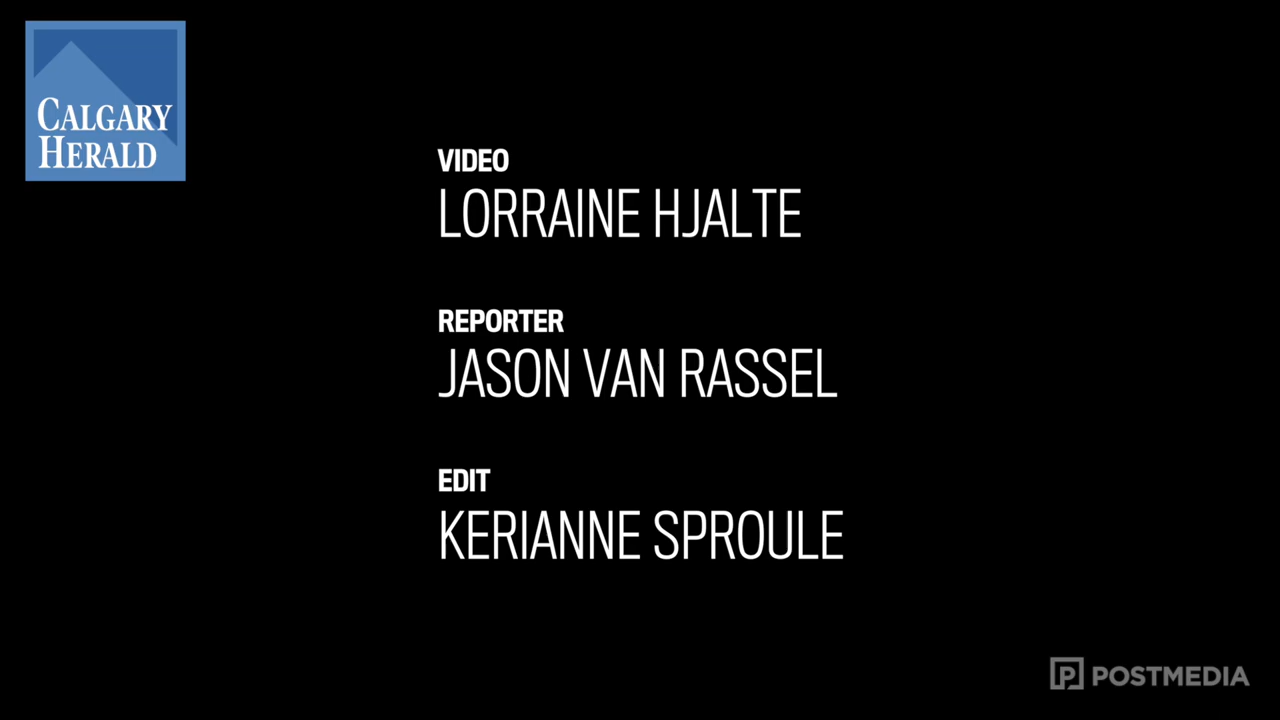 CALGARY
HERALD
VIDEO
LORRAINE HJALTE
REPORTER
JASON VAN RASSEL
EDIT
KERIANNE SPROULE
P POSTMEDIA